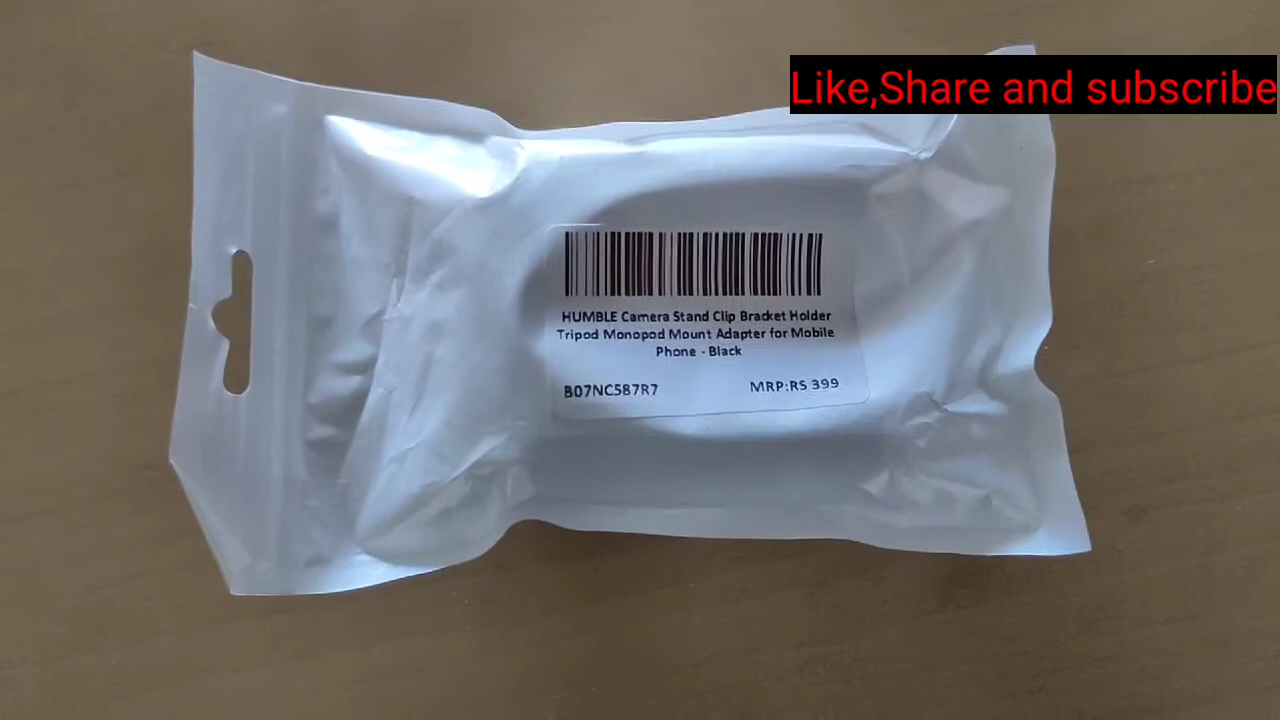 Like,Share and subscribe
HUMBLE Camera Stand Clip Bracket Holder
Tripod Monopod Mount Adapter for Mobile
Phone - Black
B07NC587R7 MRP:RS 399